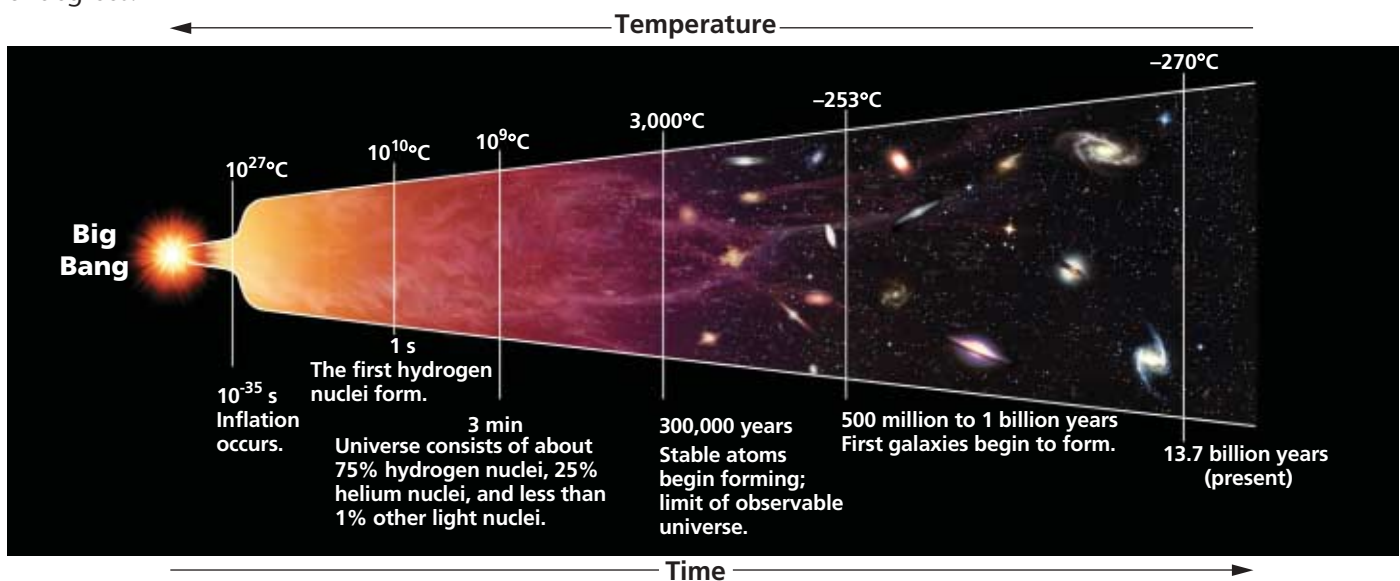 Temperature
–270°C
–253°C
3,000°C
10⁹°C
10¹⁰°C
10²⁷°C
Big
Bang
10⁻³⁵ s
Inflation
occurs.
1 s
The first hydrogen
nuclei form.
3 min
Universe consists of about
75% hydrogen nuclei, 25%
helium nuclei, and less than
1% other light nuclei.
300,000 years
Stable atoms
begin forming;
limit of observable
universe.
500 million to 1 billion years
First galaxies begin to form.
13.7 billion years
(present)
Time